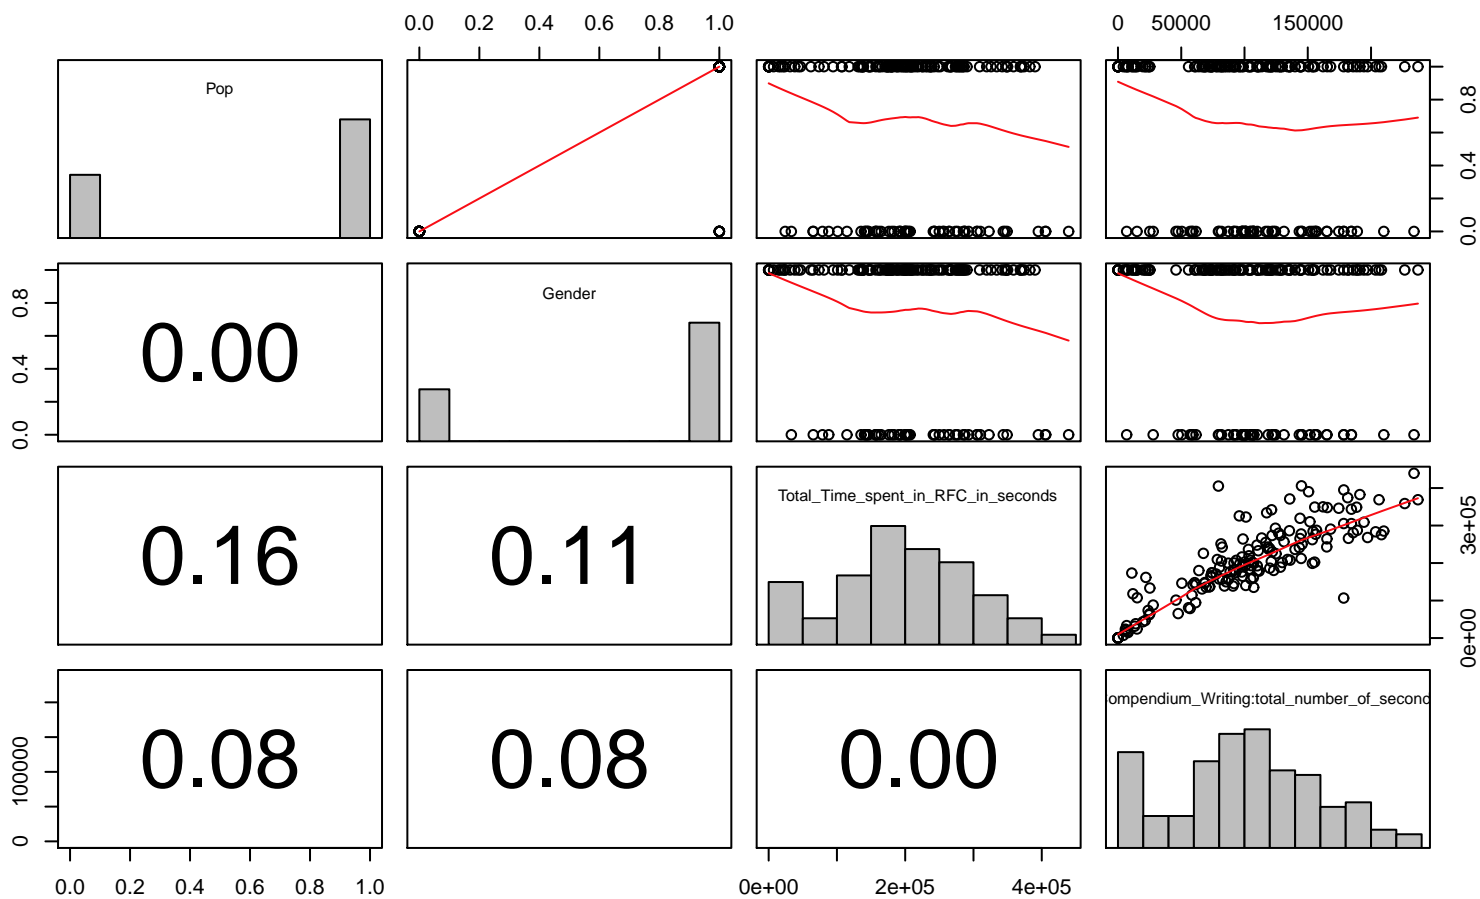 0.0 0.2 0.4 0.6 0.8 1.0
0 50000 150000
Pop
0.0 0.4 0.8
0.0 0.4 0.8
0.00
Gender
0.16
0.11
Total_Time_spent_in_RFC_in_seconds
0e+00 3e+05
0 100000
0.08
0.08
0.00
ompendium_Writing:total_number_of_second
0.0 0.2 0.4 0.6 0.8 1.0
0e+00 2e+05 4e+05